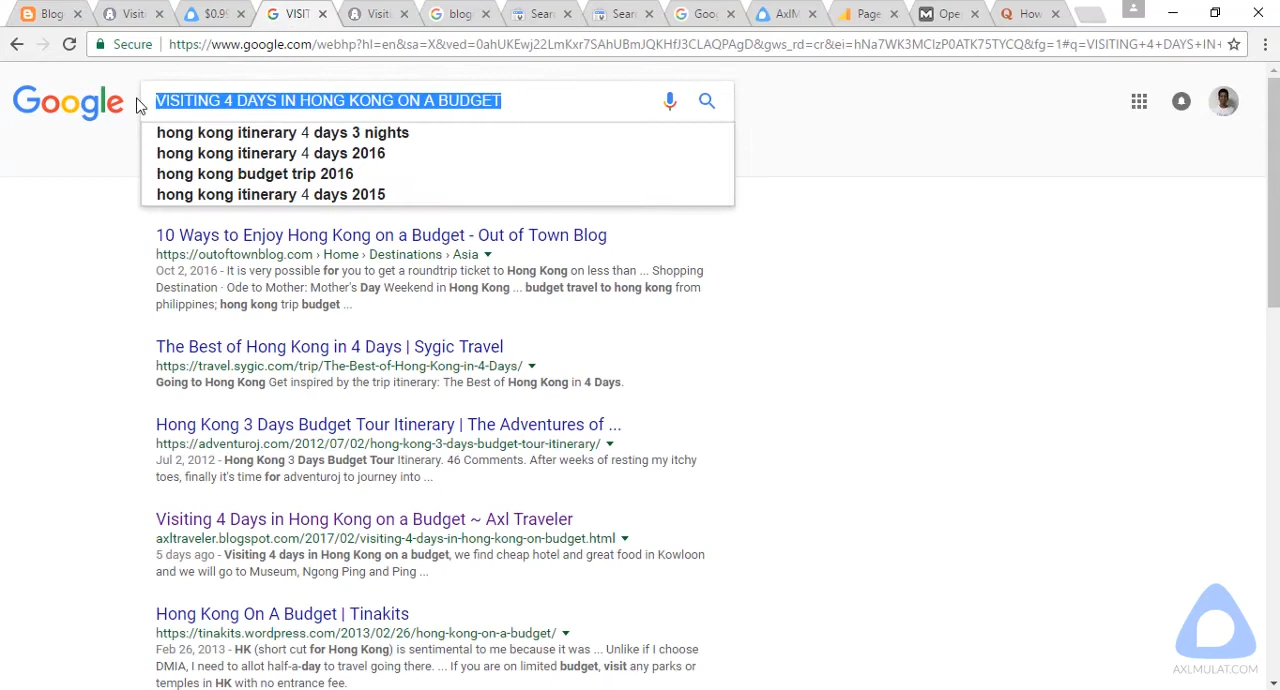 Blog
Visiti
$0.99
VISIT
Visiti
blog
Sear
Sear
Goo
AxlM
Page
Ope
How
Secure
https://www.google.com/webhp?hl=en&sa=X&ved=0ahUKEwj22LmKxr7SAhUBmJQKHfJ3CLAQPAgD&gws_rd=cr&ei=hNa7WK3MCIzP0ATK75TYCQ&fg=1#q=VISITING+4+DAYS+IN+
Google
VISITING 4 DAYS IN HONG KONG ON A BUDGET
hong kong itinerary 4 days 3 nights
hong kong itinerary 4 days 2016
hong kong budget trip 2016
hong kong itinerary 4 days 2015
10 Ways to Enjoy Hong Kong on a Budget - Out of Town Blog
https://outoftownblog.com › Home › Destinations › Asia
Oct 2, 2016 - It is very possible for you to get a roundtrip ticket to Hong Kong on less than ... Shopping
Destination · Ode to Mother: Mother's Day Weekend in Hong Kong ... budget travel to hong kong from
philippines; hong kong trip budget ...
The Best of Hong Kong in 4 Days | Sygic Travel
https://travel.sygic.com/trip/The-Best-of-Hong-Kong-in-4-Days/
Going to Hong Kong Get inspired by the trip itinerary: The Best of Hong Kong in 4 Days.
Hong Kong 3 Days Budget Tour Itinerary | The Adventures of ...
https://adventuroj.com/2012/07/02/hong-kong-3-days-budget-tour-itinerary/
Jul 2, 2012 - Hong Kong 3 Days Budget Tour Itinerary. 46 Comments. After weeks of resting my itchy
toes, finally it's time for adventuroj to journey into ...
Visiting 4 Days in Hong Kong on a Budget ~ Axl Traveler
axltraveler.blogspot.com/2017/02/visiting-4-days-in-hong-kong-on-budget.html
5 days ago - Visiting 4 days in Hong Kong on a budget, we find cheap hotel and great food in Kowloon
and we will go to Museum, Ngong Ping and Ping ...
Hong Kong On A Budget | Tinakits
https://tinakits.wordpress.com/2013/02/26/hong-kong-on-a-budget/
Feb 26, 2013 - HK (short cut for Hong Kong) is sentimental to me because it was ... Unlike if I choose
DMIA, I need to allot half-a-day to travel going there. ... If you are on limited budget, visit any parks or
temples in HK with no entrance fee.
AXLMULAT.COM